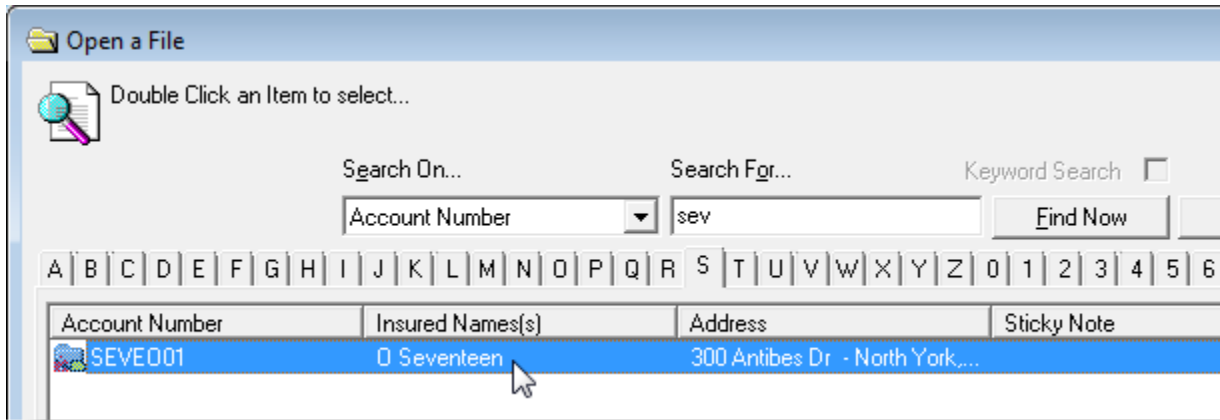 Open a File
Double Click an Item to select...
Search On... Search For... Keyword Search
Account Number sev Find Now
A B C D E F G H I J K L M N O P Q R S T U V W X Y Z 0 1 2 3 4 5 6
Account Number Insured Names(s) Address Sticky Note
SEVEO01 O Seventeen 300 Antibes Dr - North York,...